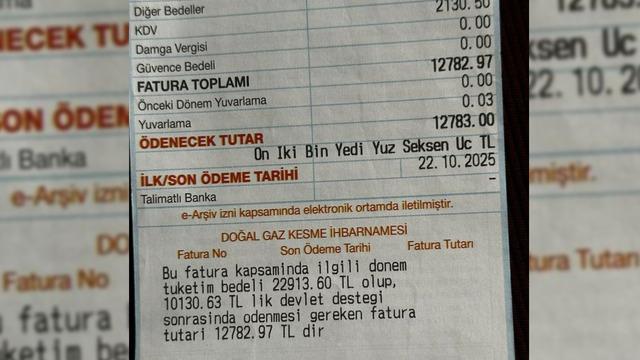 Diğer Bedeller 2130.50
KDV 0.00
Damga Vergisi 0.00
Güvence Bedeli 0.00
FATURA TOPLAMI 12782.97
Önceki Dönem Yuvarlama 0.00
Yuvarlama 0.03
ÖDENECEK TUTAR 12783.00
On Iki Bin Yedi Yuz Seksen Uc TL
İLK/SON ÖDEME TARİHİ 22.10.2025
Talimatlı Banka –
e-Arşiv izni kapsamında elektronik ortamda iletilmiştir.
DOĞAL GAZ KESME İHBARNAMESİ
Fatura No Son Ödeme Tarihi Fatura Tutarı
Bu fatura kapsaminda ilgili donem
tuketim bedeli 22913.60 TL olup,
10130.63 TL lik devlet destegi
sonrasinda odenmesi gereken fatura
tutari 12782.97 TL dir